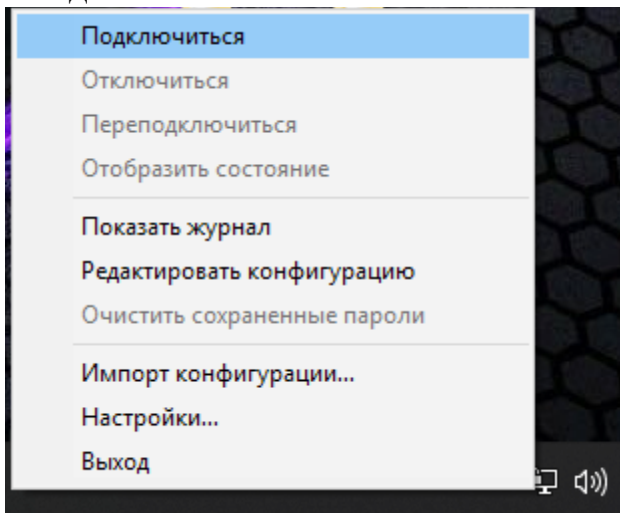 Подключиться
Отключиться
Переподключиться
Отобразить состояние
Показать журнал
Редактировать конфигурацию
Очистить сохраненные пароли
Импорт конфигурации...
Настройки...
Выход